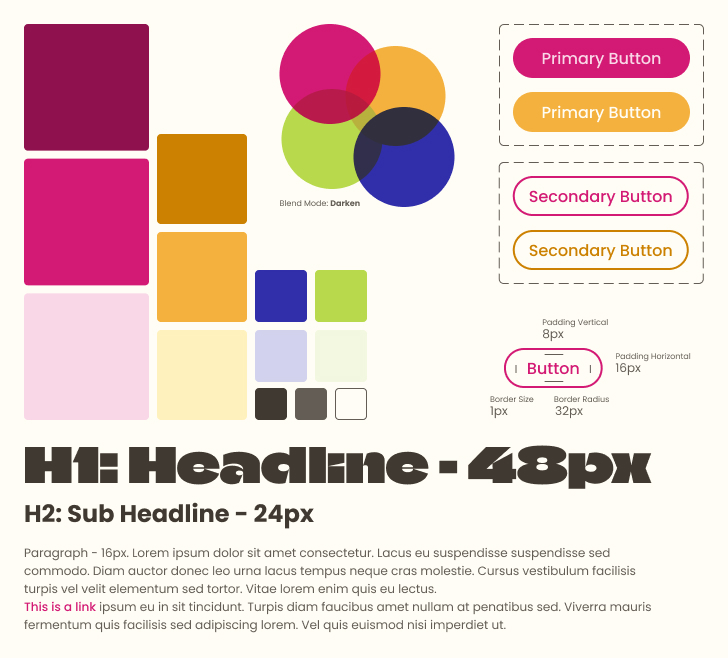 Primary Button
Primary Button
Blend Mode: Darken
Secondary Button
Secondary Button
Padding Vertical
8px
Button
Padding Horizontal
16px
Border Size
1px
Border Radius
32px
H1: Headline - 48px
H2: Sub Headline - 24px
Paragraph - 16px. Lorem ipsum dolor sit amet consectetur. Lacus eu suspendisse suspendisse sed
commodo. Diam auctor donec leo urna lacus tempus neque cras molestie. Cursus vestibulum facilisis
turpis vel velit elementum sed tortor. Vitae lorem enim quis eu lectus.
This is a link ipsum eu in sit tincidunt. Turpis diam faucibus amet nullam at penatibus sed. Viverra mauris
fermentum quis facilisis sed adipiscing lorem. Vel quis euismod nisi imperdiet ut.